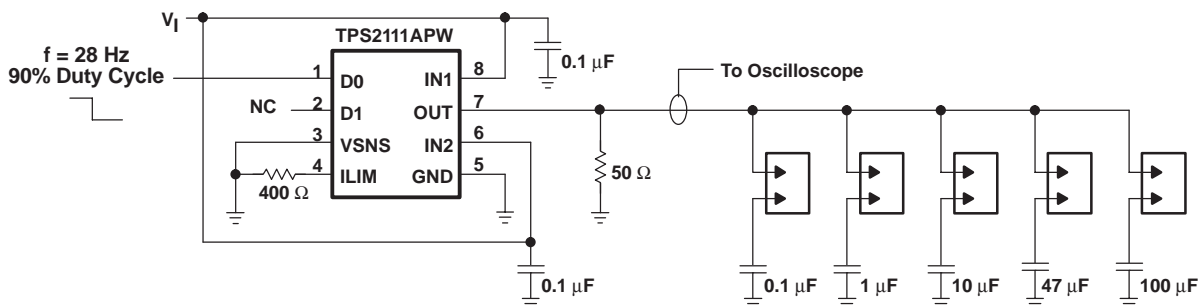 VI
TPS2111APW
f = 28 Hz
90% Duty Cycle
0.1 μF
To Oscilloscope
NC
1 D0 IN1 8
2 D1 OUT 7
3 VSNS IN2 6
4 ILIM GND 5
400 Ω
50 Ω
0.1 μF
0.1 μF
1 μF
10 μF
47 μF
100 μF